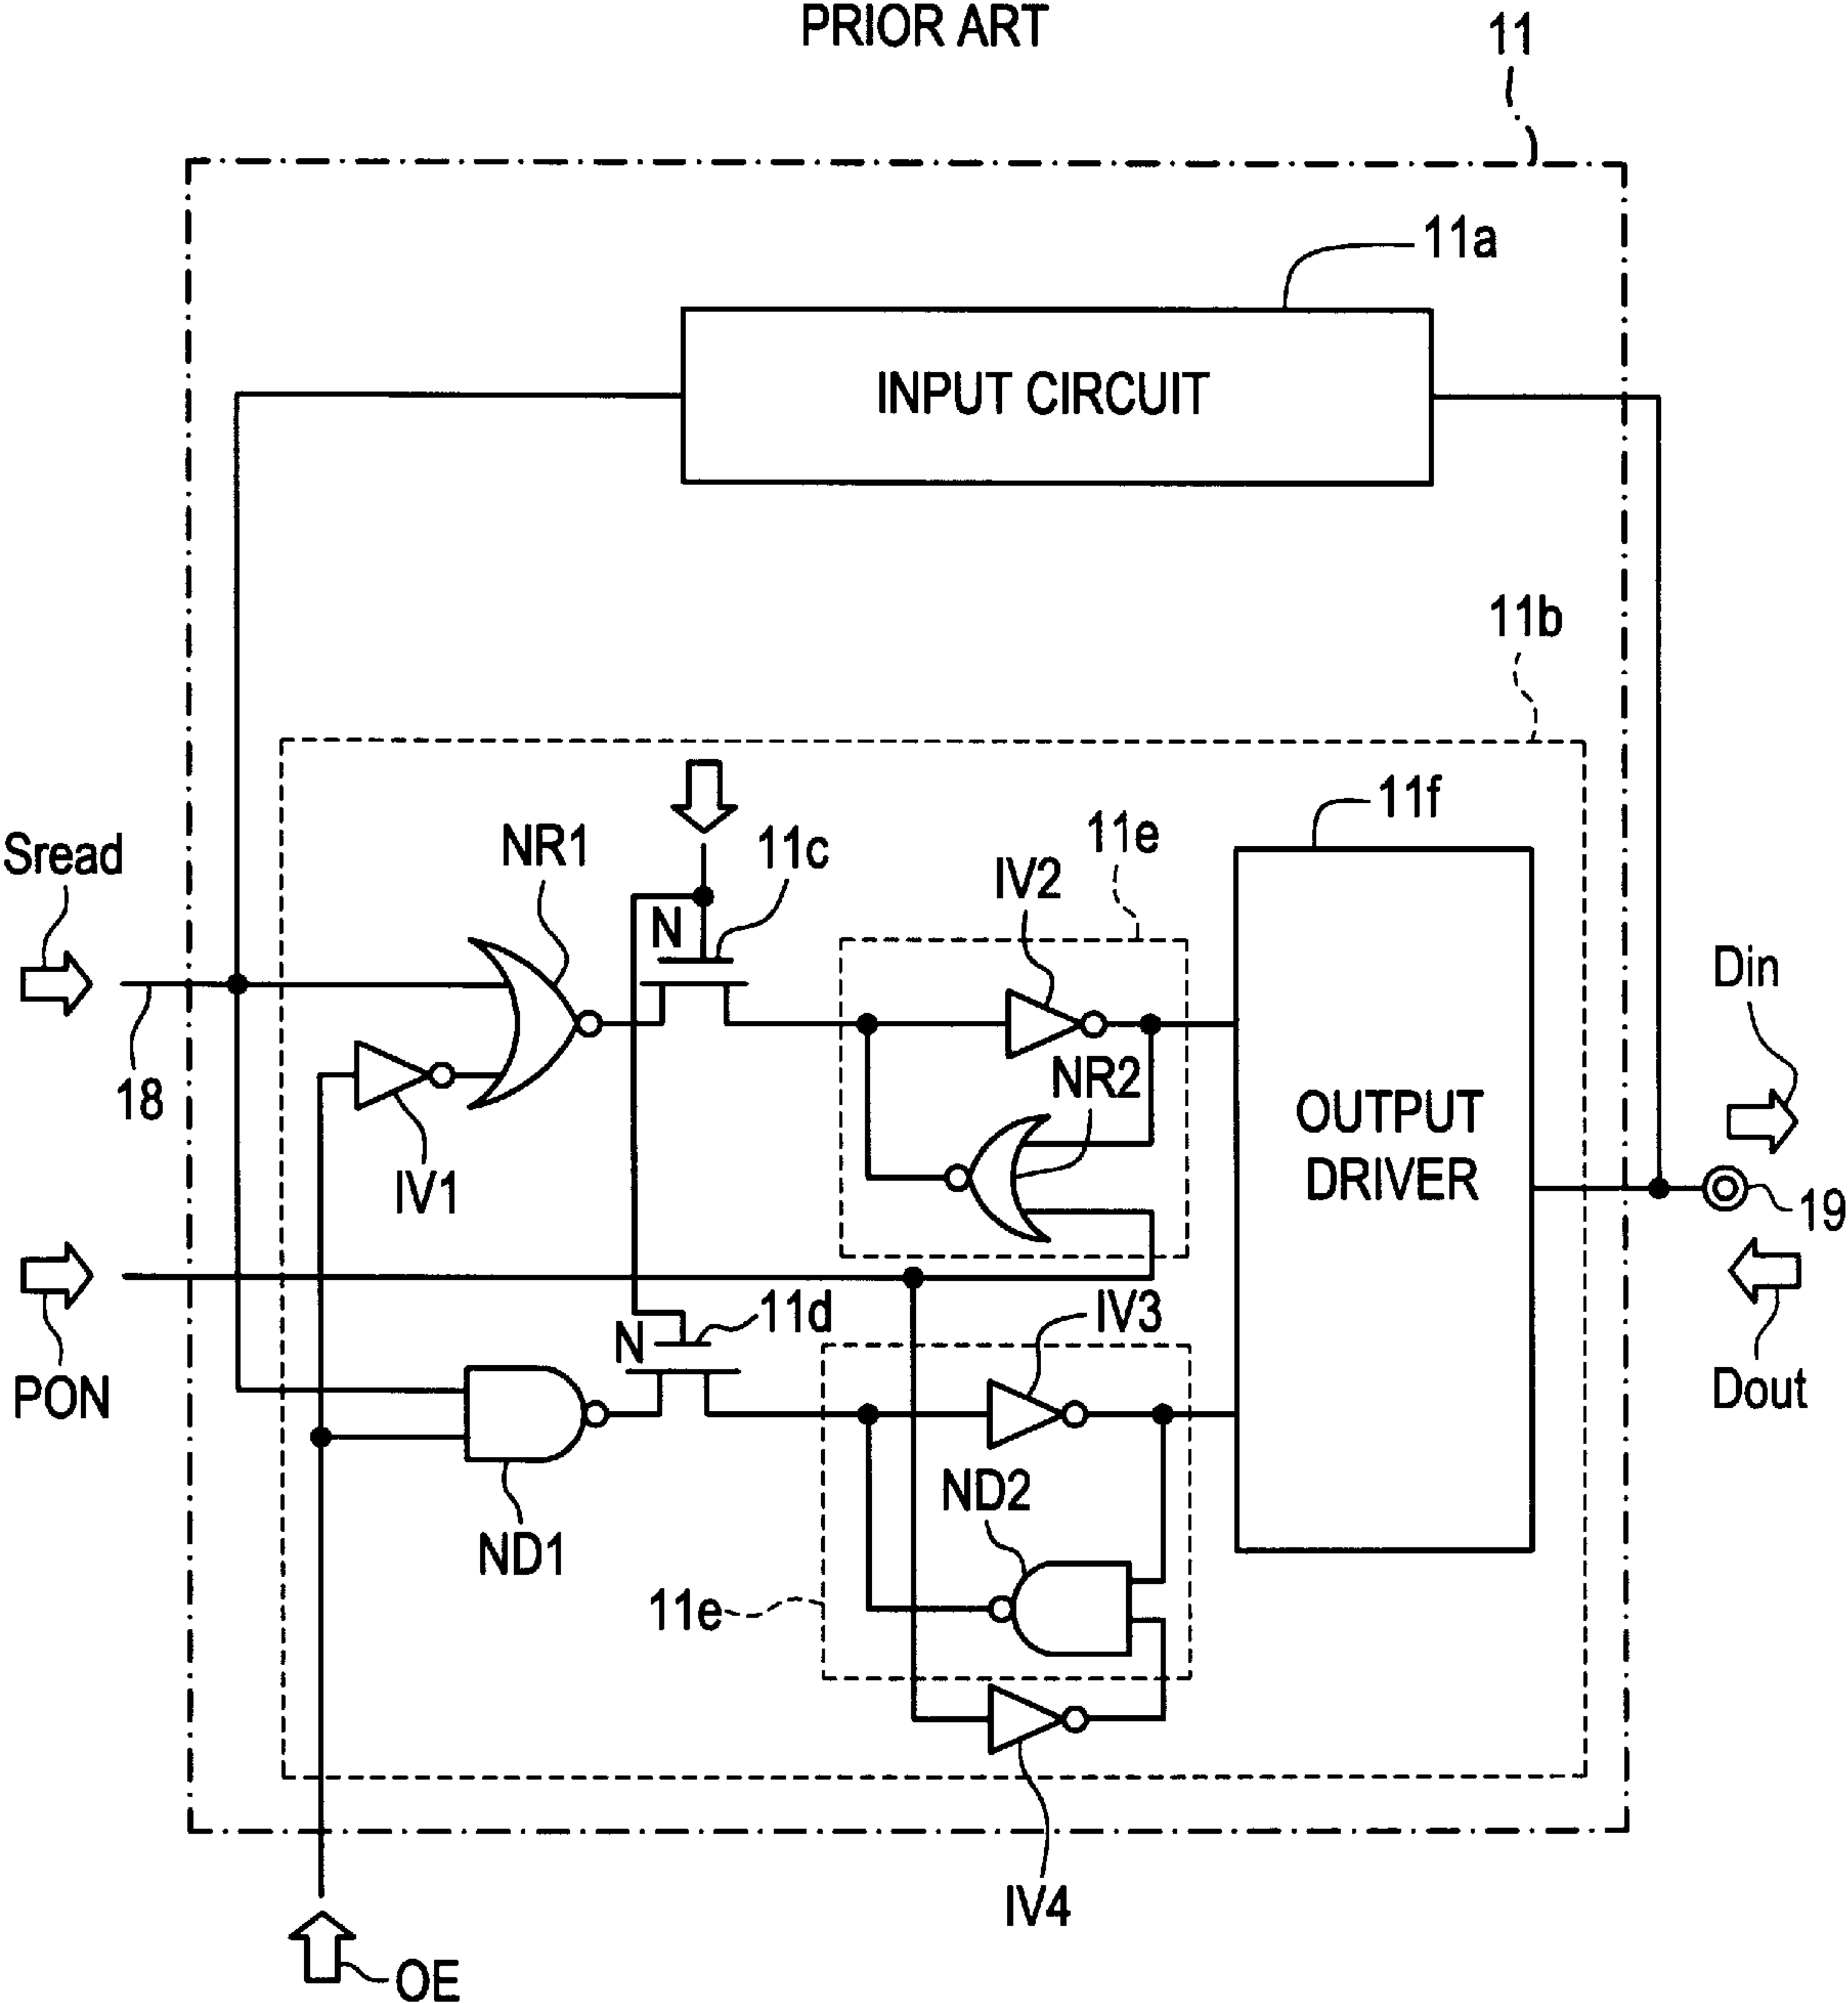 PRIOR ART
11
11a
INPUT CIRCUIT
11b
11f
Sread
NR1
11c
11e
IV2
N
Din
18
NR2
OUTPUT
DRIVER
IV1
19
11d
IV3
N
PON
Dout
ND2
ND1
11e
IV4
OE